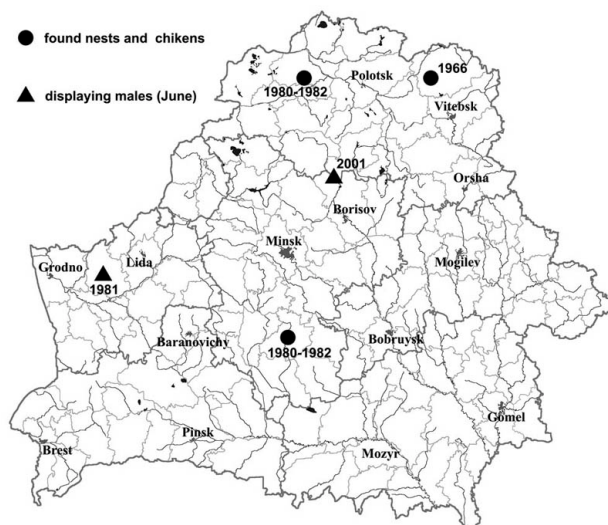 found nests and chikens
displaying males (June)
1966
Polotsk
1980-1982
Vitebsk
2001
Orsha
Borisov
Minsk
Mogilev
Grodno
Lida
1981
Baranovichy
Bobruysk
1980-1982
Gomel
Pinsk
Brest
Mozyr